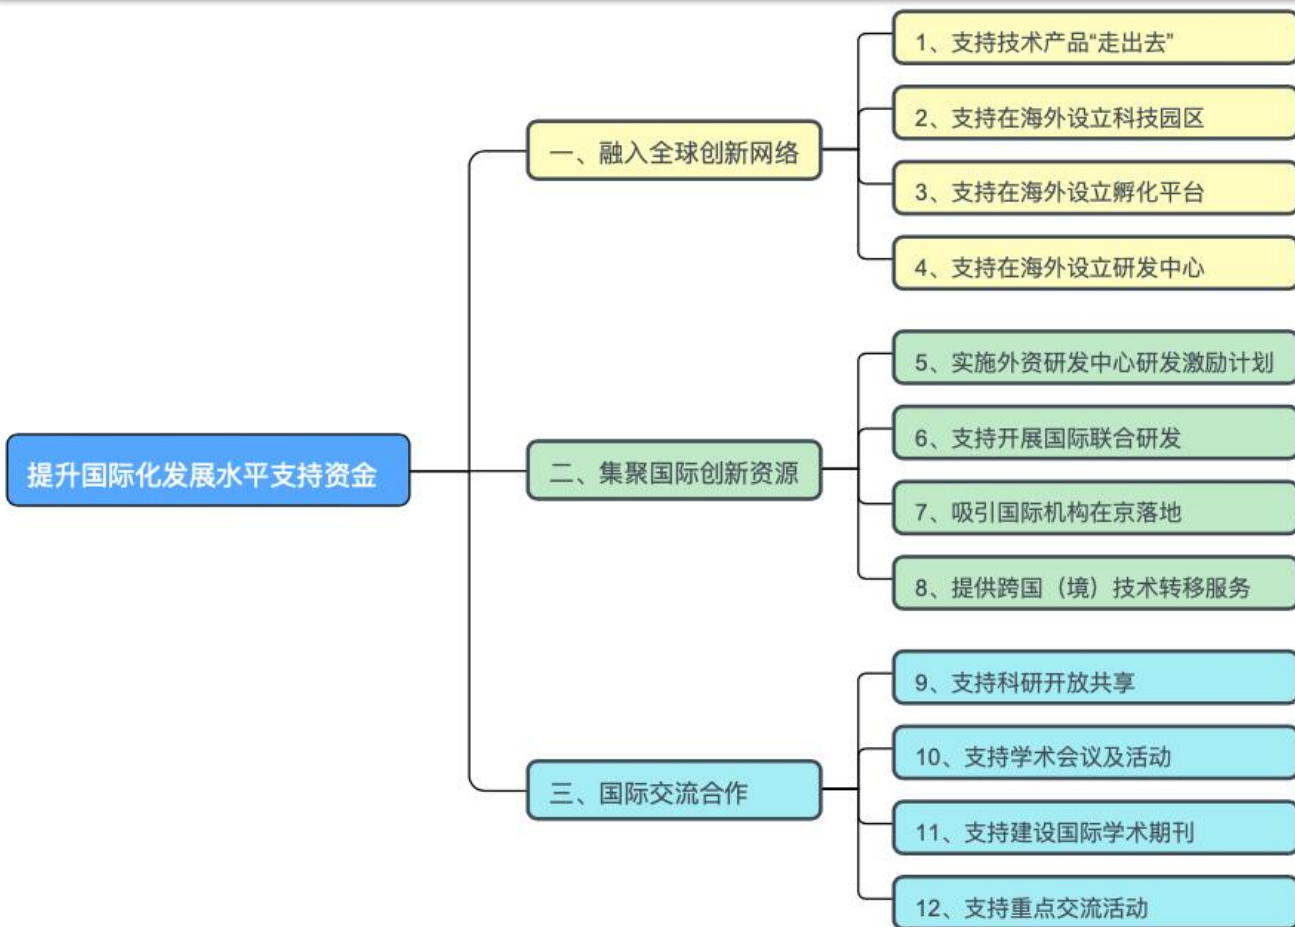 提升国际化发展水平支持资金
一、融入全球创新网络
1、支持技术产品“走出去”
2、支持在海外设立科技园区
3、支持在海外设立孵化平台
4、支持在海外设立研发中心
二、集聚国际创新资源
5、实施外资研发中心研发激励计划
6、支持开展国际联合研发
7、吸引国际机构在京落地
8、提供跨国（境）技术转移服务
三、国际交流合作
9、支持科研开放共享
10、支持学术会议及活动
11、支持建设国际学术期刊
12、支持重点交流活动